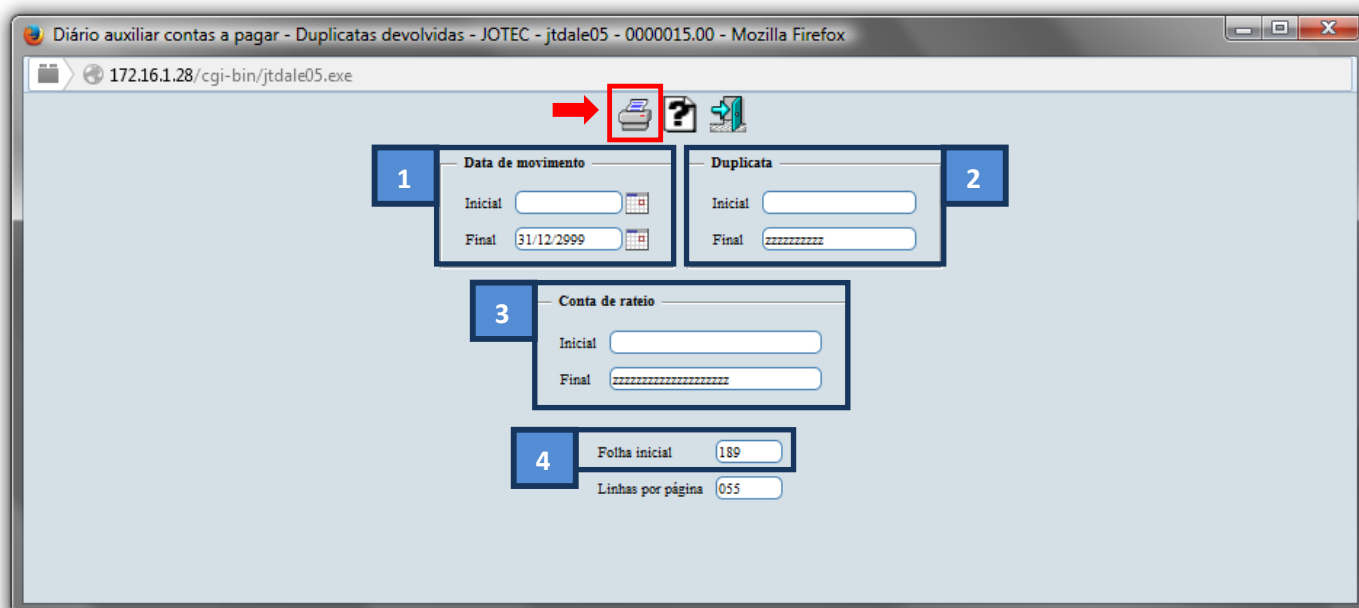 Diário auxiliar contas a pagar - Duplicatas devolvidas - JOTEC - jtdale05 - 0000015.00 - Mozilla Firefox
172.16.1.28/cgi-bin/jtdale05.exe
1
Data de movimento
Inicial
Final 31/12/2999
Duplicata
Inicial
Final zzzzzzzzzz
2
3
Conta de rateio
Inicial
Final zzzzzzzzzzzzzzzzzzzz
4
Folha inicial 189
Linhas por página 055